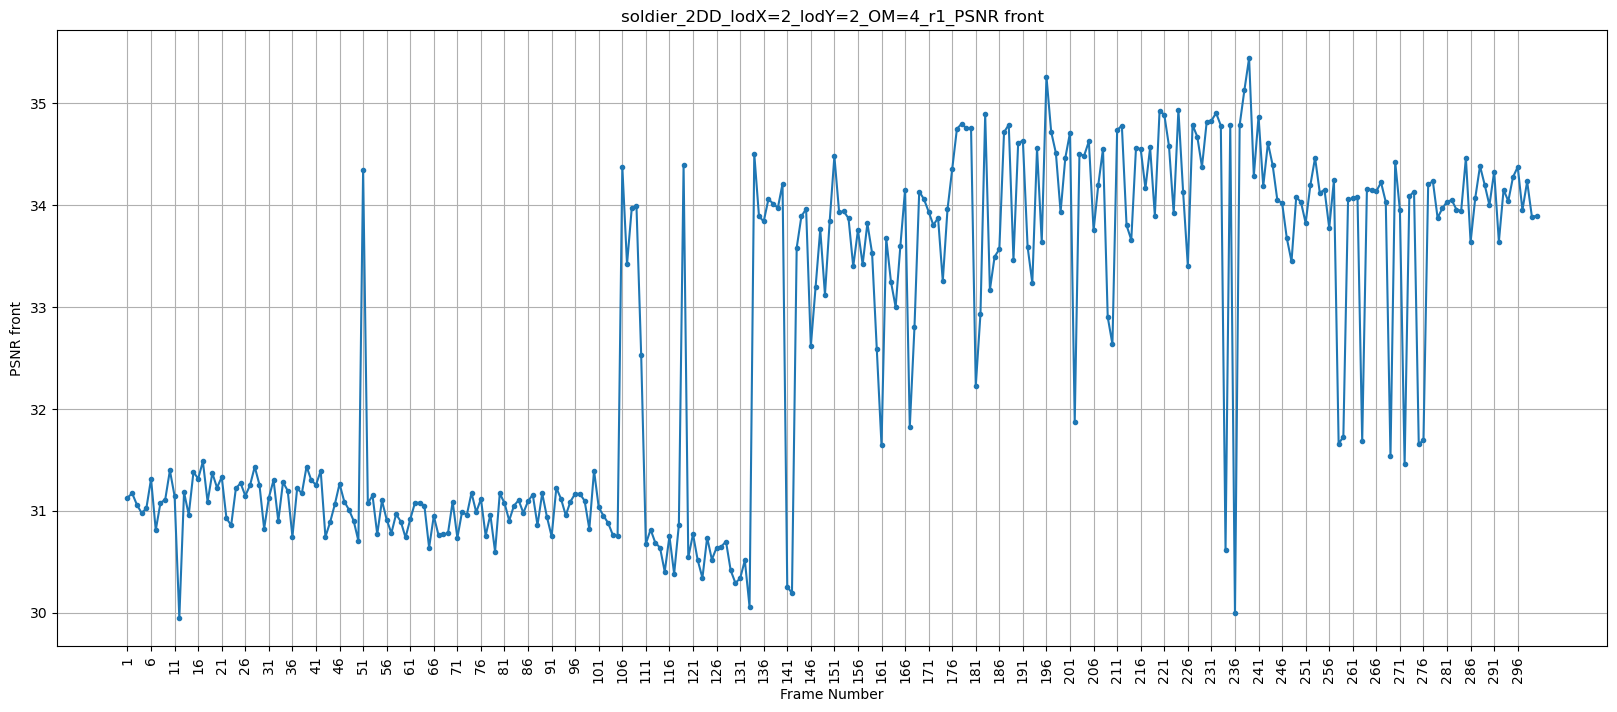 soldier_2DD_lodX=2_lodY=2_OM=4_r1_PSNR front
PSNR front
35
34
33
32
31
30
1 6 11 16 21 26 31 36 41 46 51 56 61 66 71 76 81 86 91 96 101 106 111 116 121 126 131 136 141 146 151 156 161 166 171 176 181 186 191 196 201 206 211 216 221 226 231 236 241 246 251 256 261 266 271 276 281 286 291 296
Frame Number